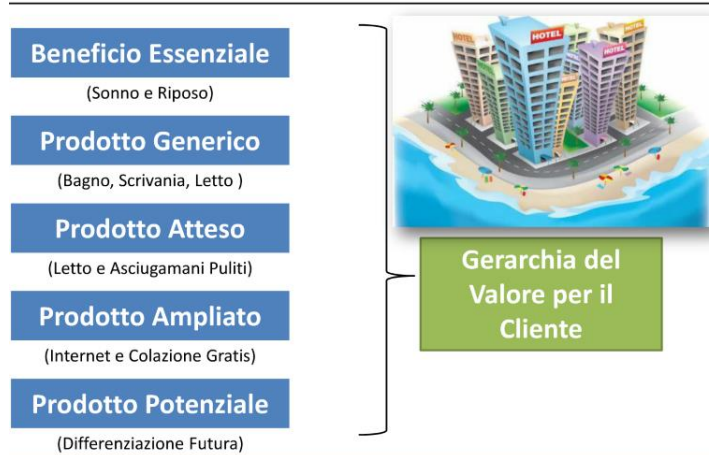 Beneficio Essenziale
(Sonno e Riposo)
Prodotto Generico
(Bagno, Scrivania, Letto )
Prodotto Atteso
(Letto e Asciugamani Puliti)
Prodotto Ampliato
(Internet e Colazione Gratis)
Prodotto Potenziale
(Differenziazione Futura)
HOTEL
HOTEL
HOTEL
HOTEL
Gerarchia del
Valore per il
Cliente